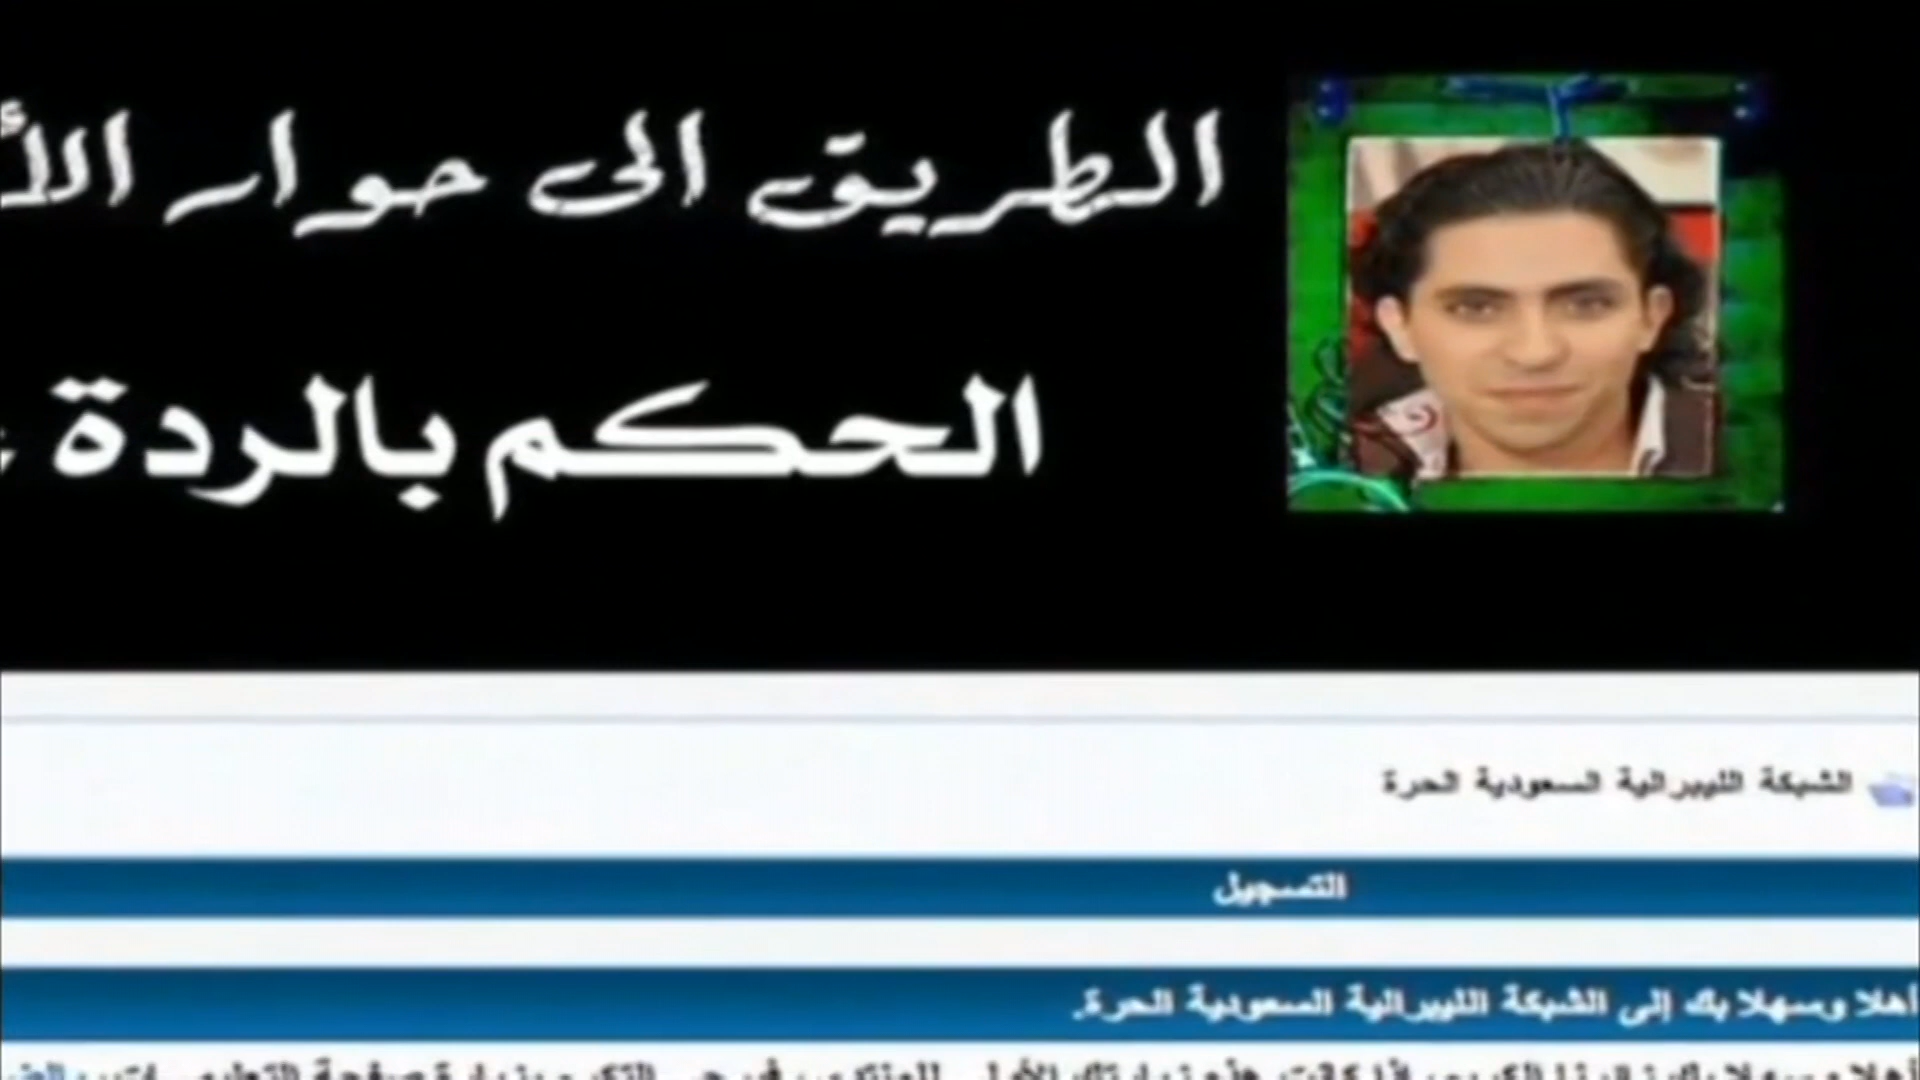 الطريق الى حوار
الحكم بالردة
الشبكة الليبرالية السعودية الحرة
التسجيل
أهلا وسهلا بك إلى الشبكة الليبرالية السعودية الحرة.